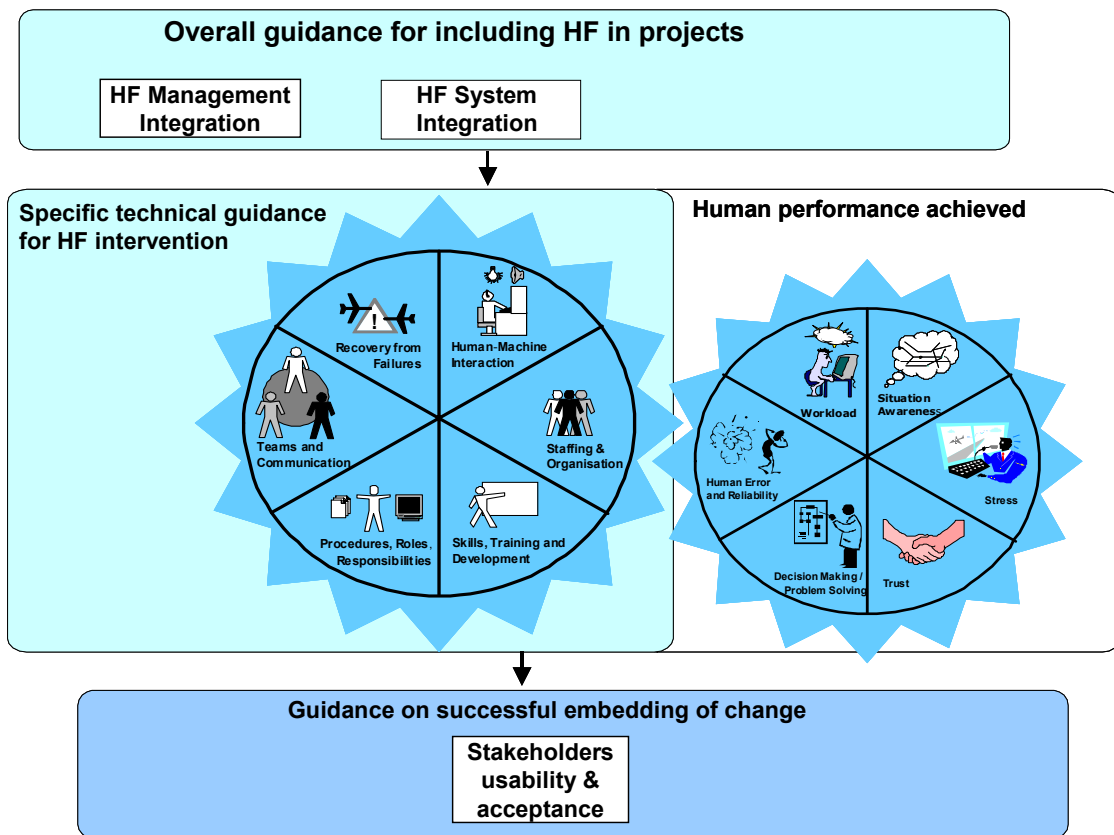 Overall guidance for including HF in projects
HF Management
Integration
HF System
Integration
Specific technical guidance
for HF intervention
Human performance achieved
!
Recovery from
Failures
Human-Machine
Interaction
Teams and
Communication
Staffing &
Organisation
Procedures, Roles,
Responsibilities
Skills, Training and
Development
Workload
Situation
Awareness
Human Error
and Reliability
Stress
Decision Making /
Problem Solving
Trust
Guidance on successful embedding of change
Stakeholders
usability &
acceptance